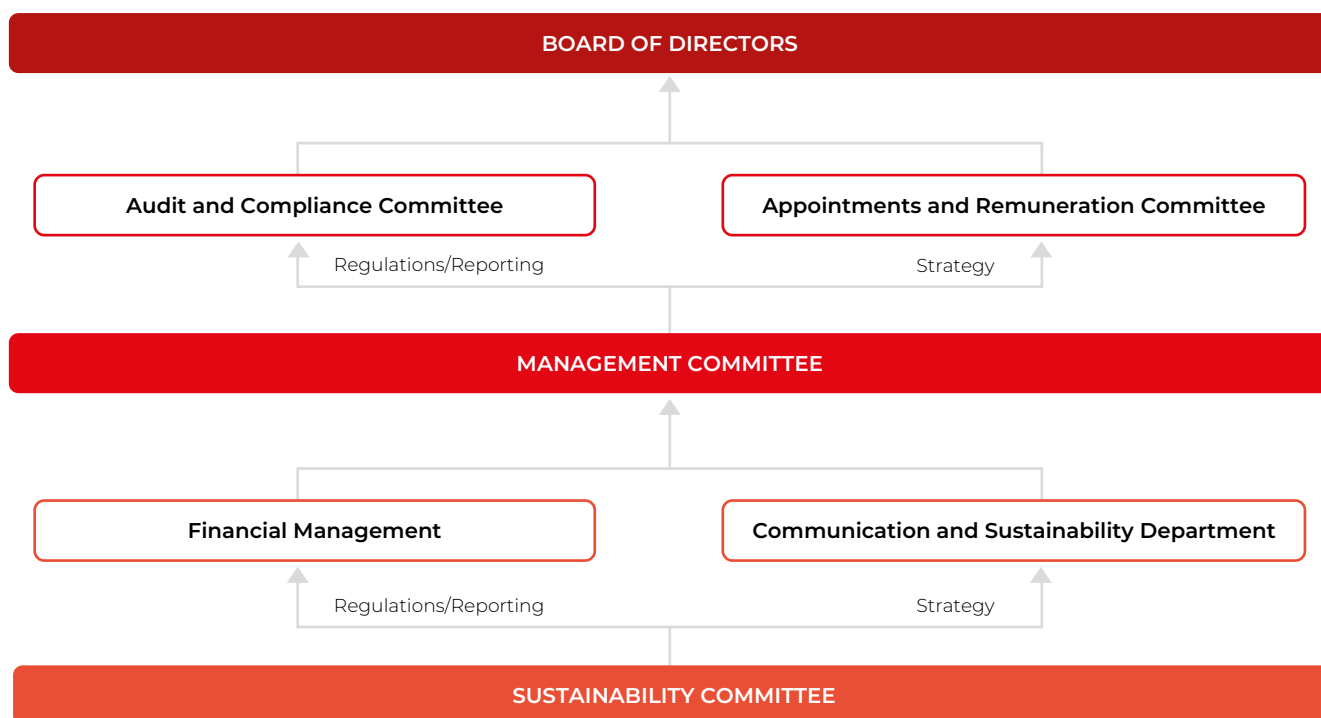 BOARD OF DIRECTORS
Audit and Compliance Committee
Appointments and Remuneration Committee
Regulations/Reporting
Strategy
MANAGEMENT COMMITTEE
Financial Management
Communication and Sustainability Department
Regulations/Reporting
Strategy
SUSTAINABILITY COMMITTEE